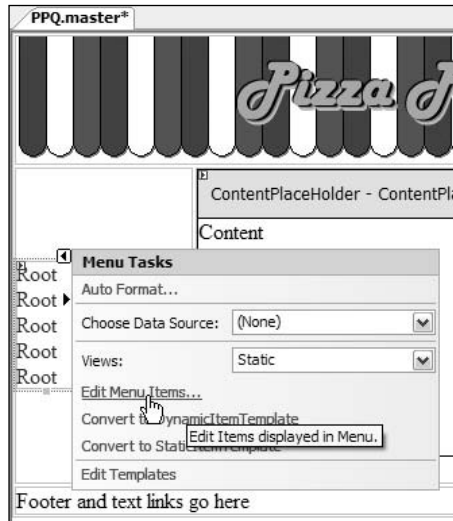 PPQ.master*
Pizza
ContentPlaceHolder - ContentPla
Content
Root
Root
Root
Root
Root
Menu Tasks
Auto Format...
Choose Data Source: (None)
Views: Static
Edit Menu Items...
Convert to DynamicItemTemplate
Edit Items displayed in Menu.
Convert to StaticItemTemplate
Edit Templates
Footer and text links go here